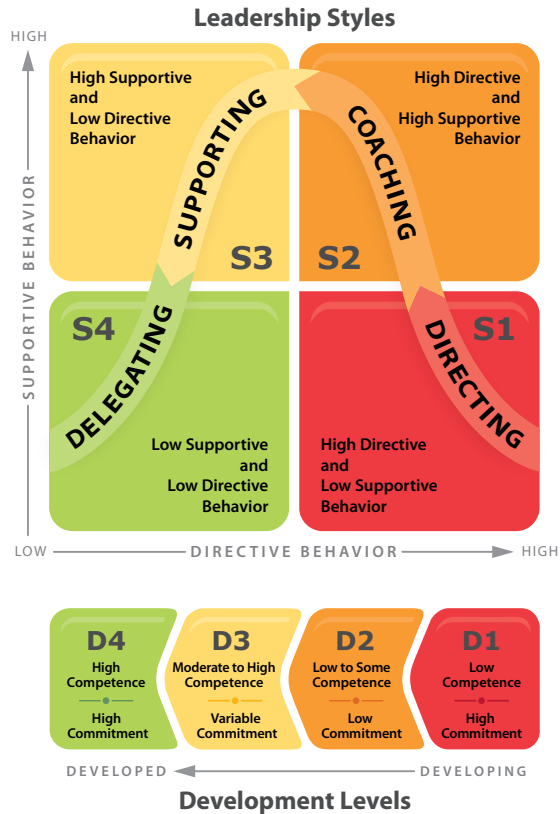 Leadership Styles
HIGH
SUPPORTIVE BEHAVIOR
High Supportive
and
Low Directive
Behavior
SUPPORTING
S3
High Directive
and
High Supportive
Behavior
COACHING
S2
S4
DELEGATING
Low Supportive
and
Low Directive
Behavior
S1
DIRECTING
High Directive
and
Low Supportive
Behavior
LOW
DIRECTIVE BEHAVIOR
HIGH
D4
High
Competence
High
Commitment
D3
Moderate to High
Competence
Variable
Commitment
D2
Low to Some
Competence
Low
Commitment
D1
Low
Competence
High
Commitment
DEVELOPED
DEVELOPING
Development Levels